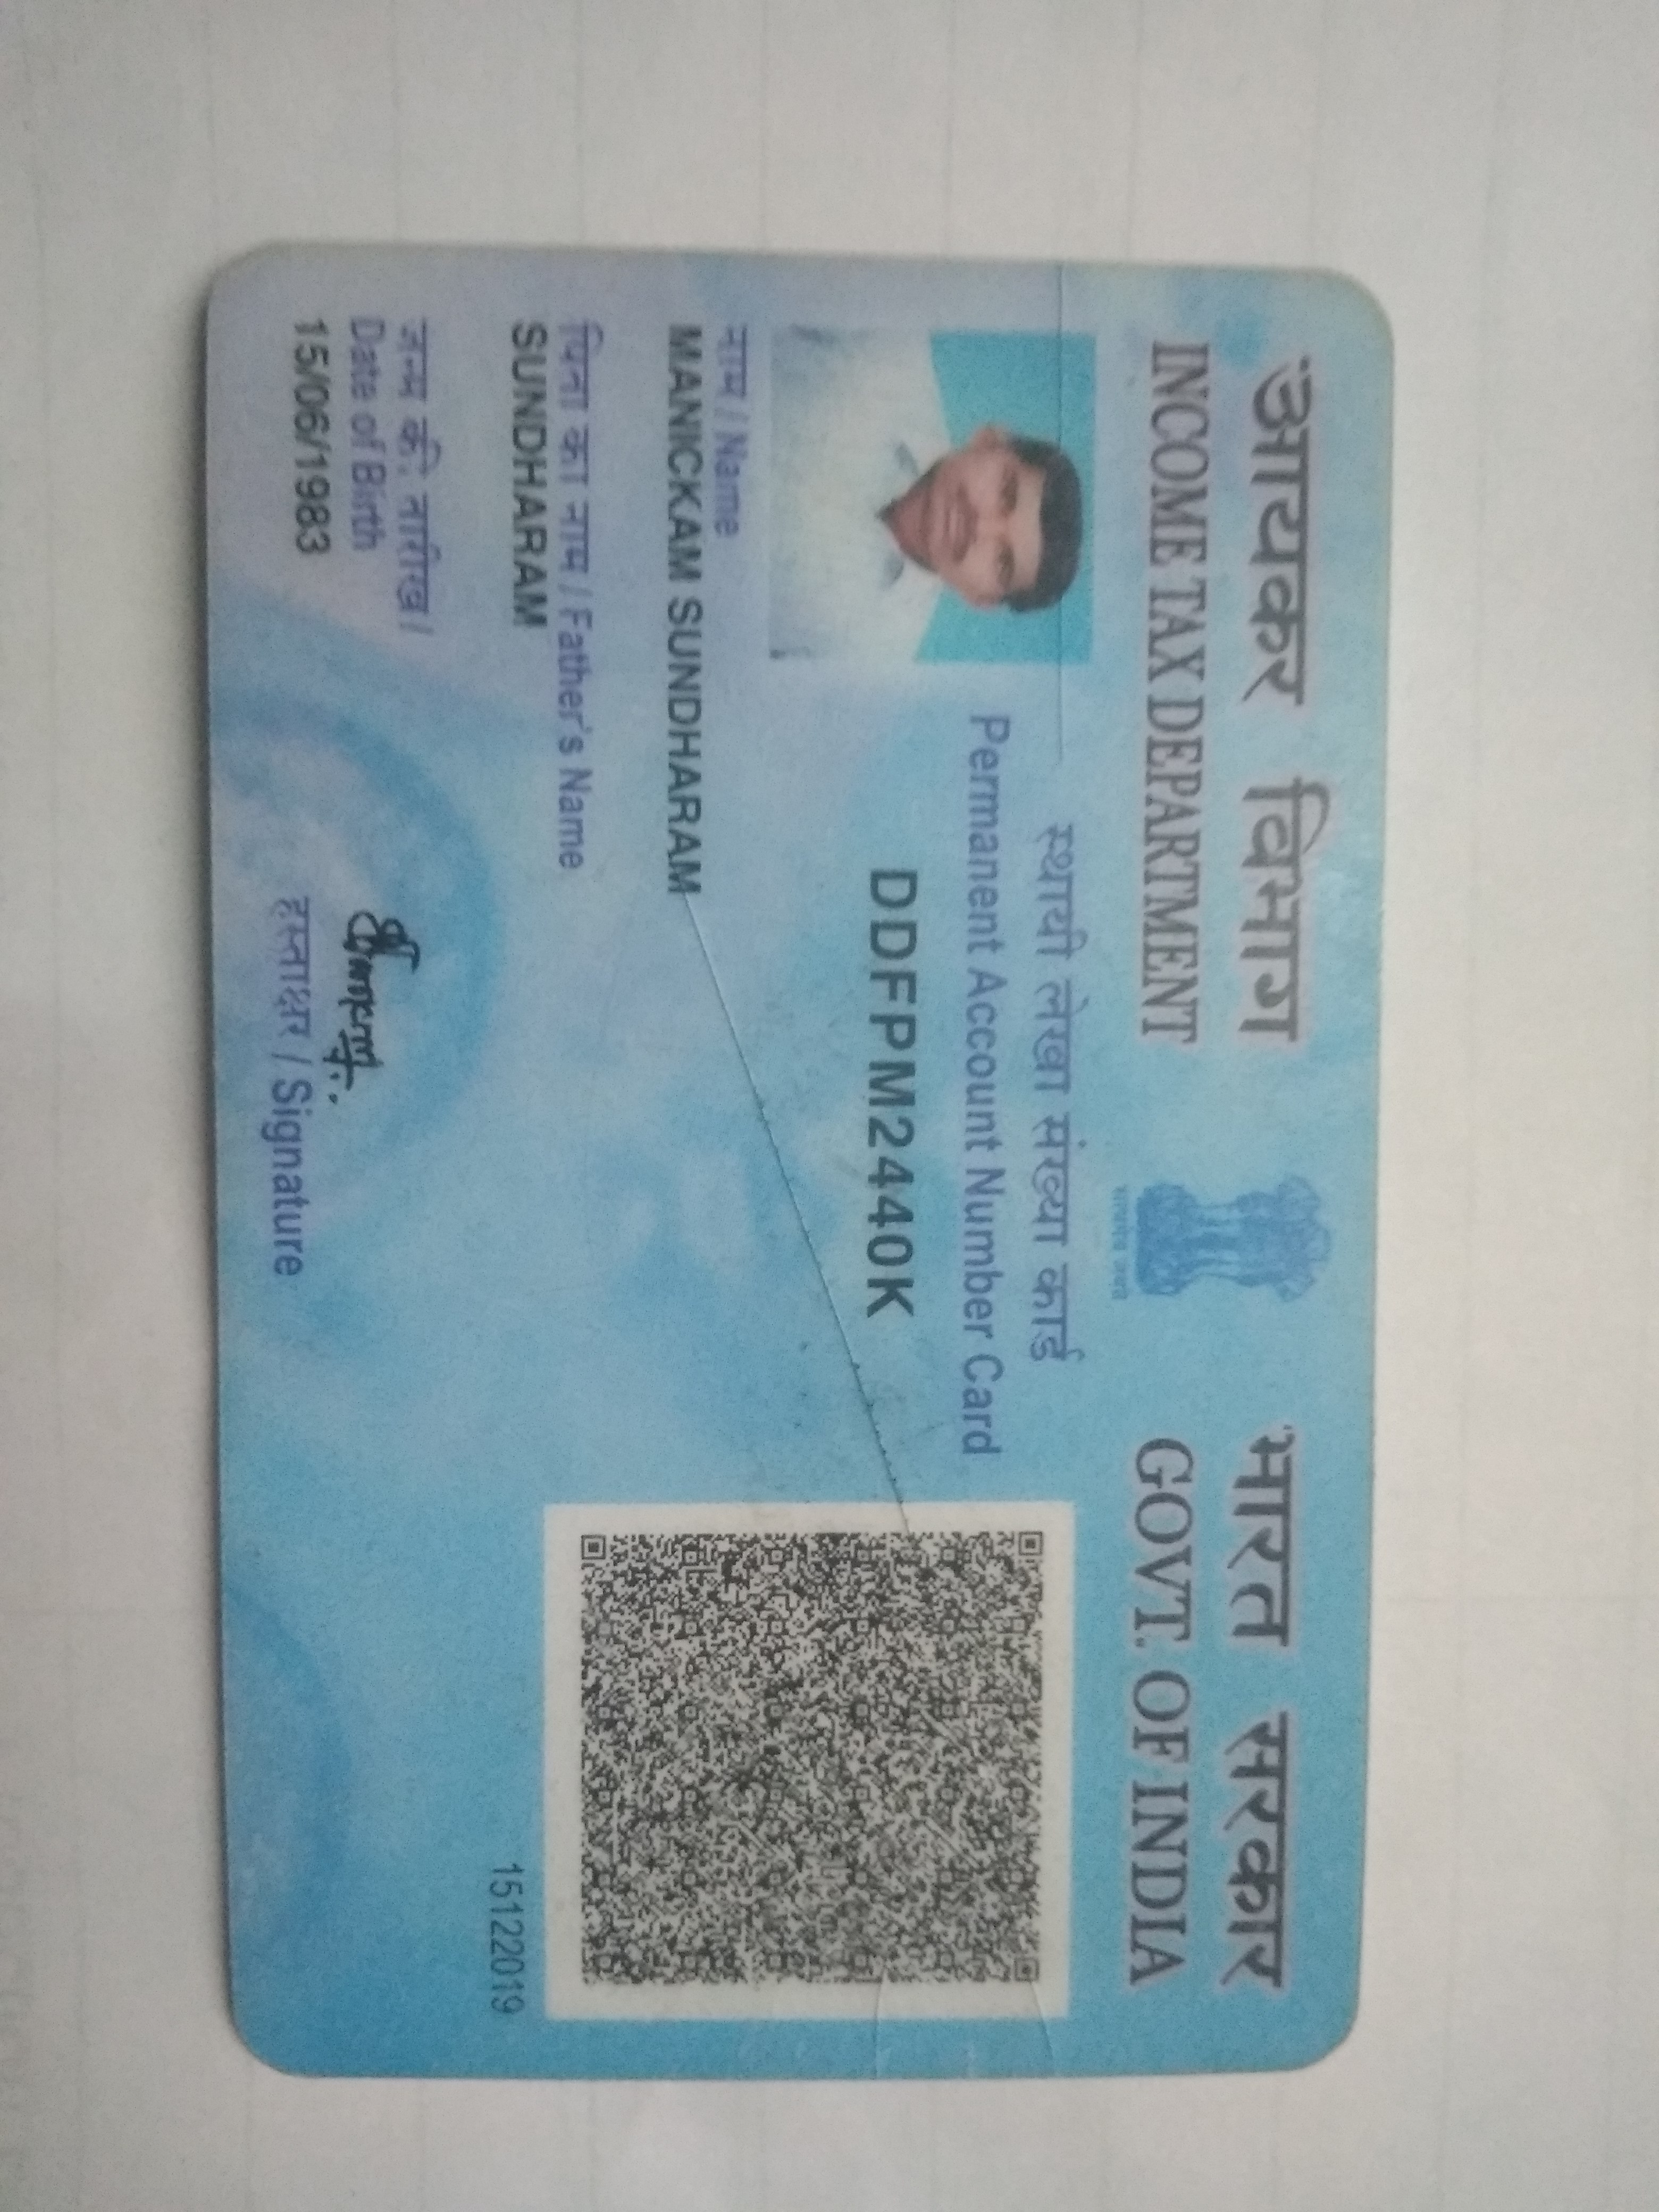 आयकर विभाग
INCOME TAX DEPARTMENT
सत्यमेव जयते
भारत सरकार
GOVT. OF INDIA
स्थायी लेखा संख्या कार्ड
Permanent Account Number Card
DDFPM2440K
नाम / Name
MANICKAM SUNDHARAM
पिता का नाम / Father's Name
SUNDHARAM
जन्म की तारीख /
Date of Birth
15/06/1983
हस्ताक्षर / Signature
15122019